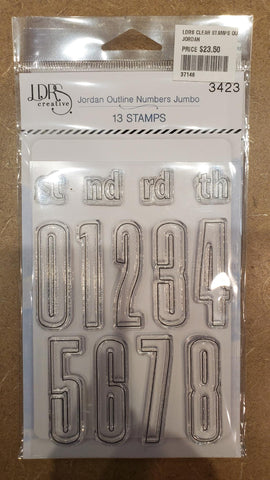 LDRS CLEAR STAMPS OU
JORDAN
PRICE $23.50
37148
LDRS
creative
Jordan Outline Numbers Jumbo
3423
13 STAMPS
st nd rd th
0 1 2 3 4
5 6 7 8